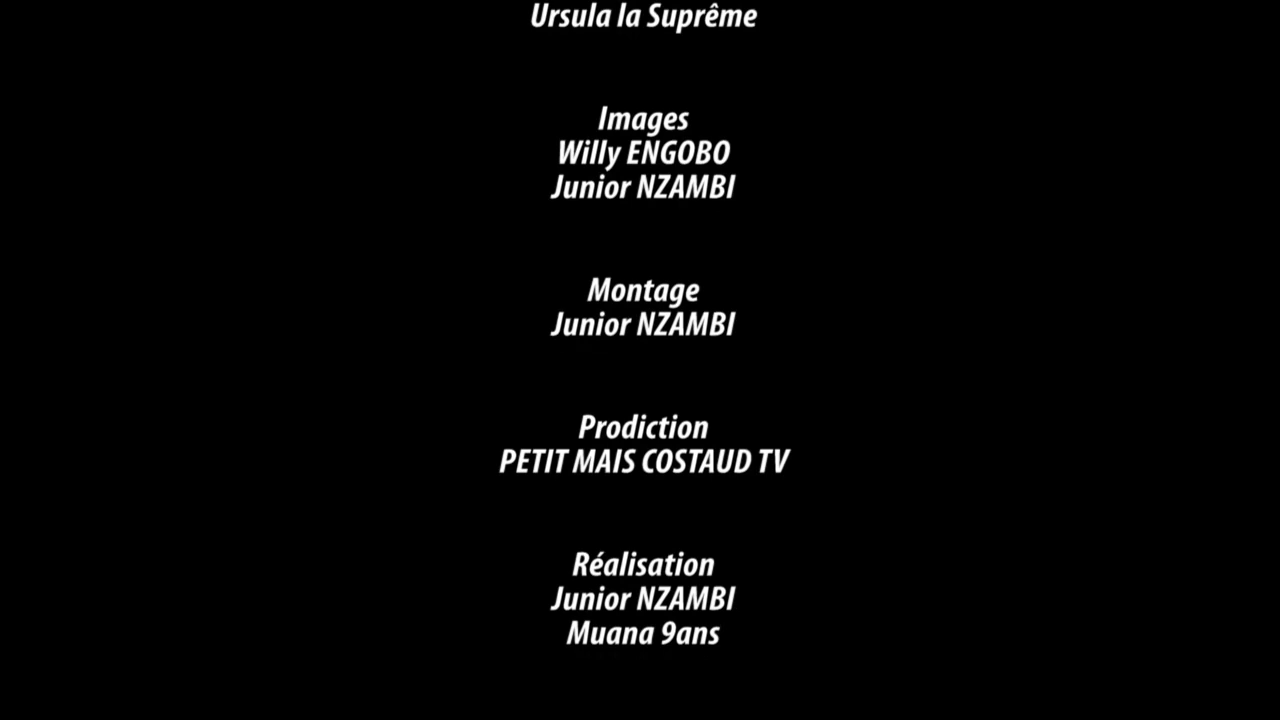 Ursula la Suprême
Images
Willy ENGOBO
Junior NZAMBI
Montage
Junior NZAMBI
Prodiction
PETIT MAIS COSTAUD TV
Réalisation
Junior NZAMBI
Muana 9ans